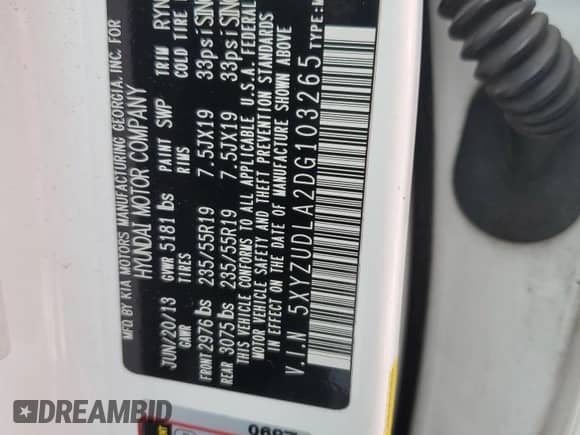 MFD BY KIA MOTORS MANUFACTURING GEORGIA, INC. FOR
HYUNDAI MOTOR COMPANY
JUN/20/13 GVWR 5181 lbs PAINT SWP TRIM RYN
GAWR TIRES RIMS COLD TIRE
FRONT 2976 lbs 235/55R19 7.5JX19 33psi SING
REAR 3075 lbs 235/55R19 7.5JX19 33psi SING
THIS VEHICLE CONFORMS TO ALL APPLICABLE U.S.A. FEDERAL
MOTOR VEHICLE SAFETY AND THEFT PREVENTION STANDARDS
IN EFFECT ON THE DATE OF MANUFACTURE SHOWN ABOVE
V.I.N 5XYZUDLA2DG103265 TYPE:M
DREAMBID